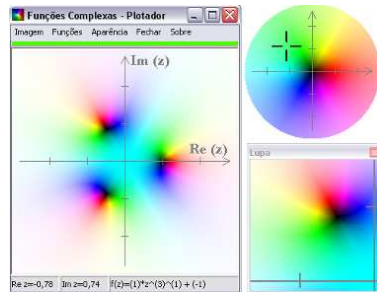 Funções Complexas - Plotador
Imagem Funções Aparência Fechar Sobre
Im (z)
Re (z)
Lupa
Re z=-0,78 Im z=0,74 f(z)=(1)*z^(3)^(1) + (-1)